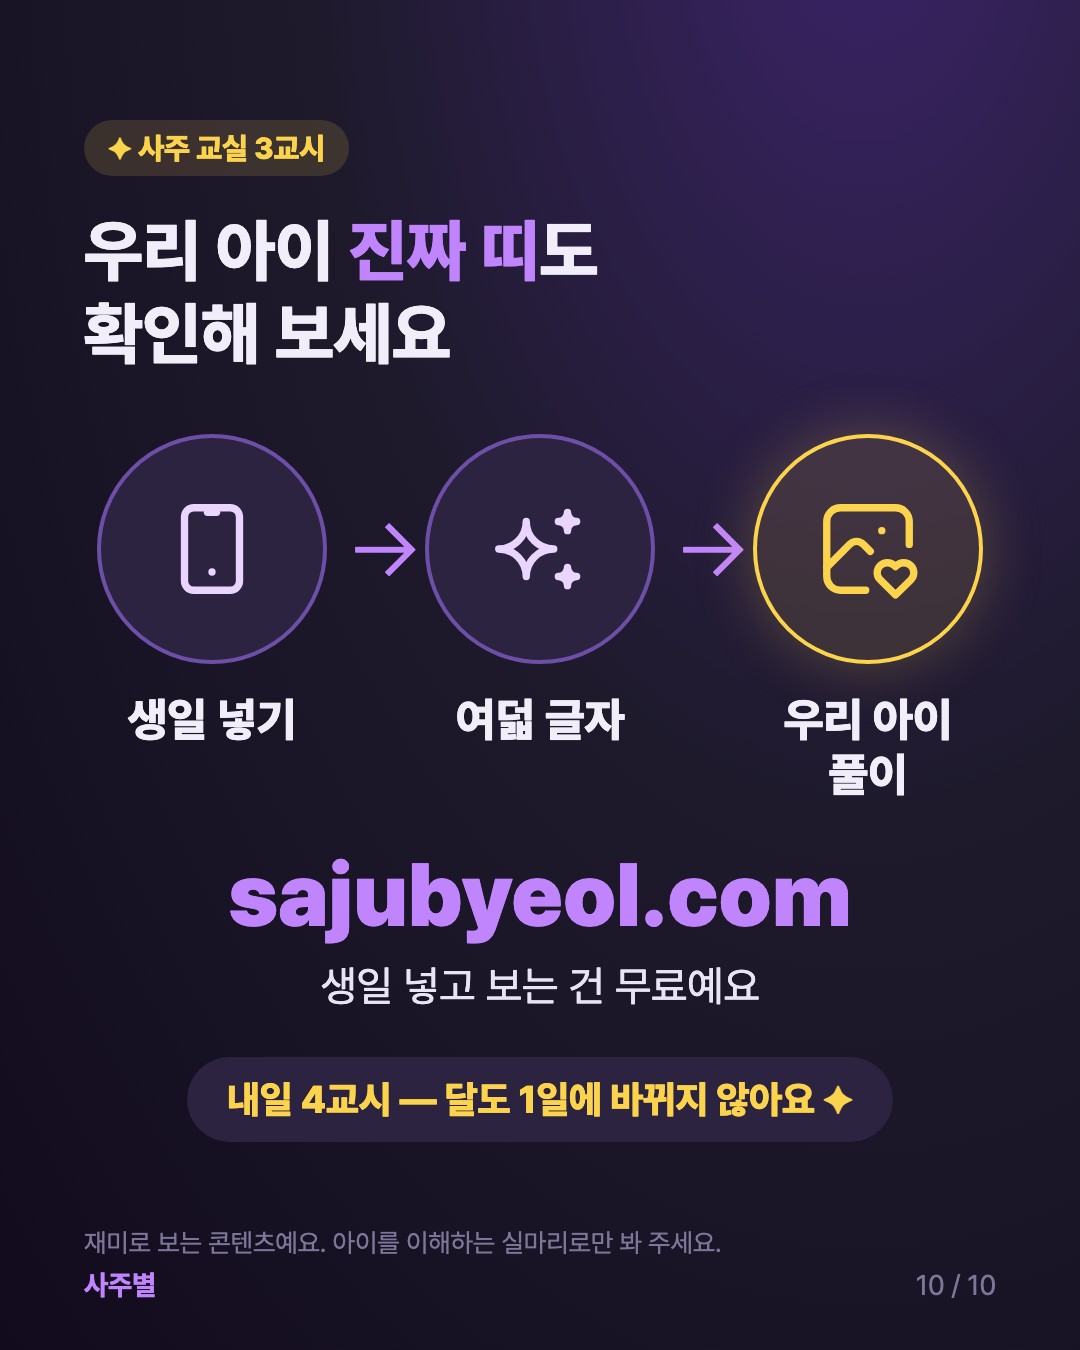 ✦ 사주 교실 3교시
우리 아이 진짜 띠도
확인해 보세요
생일 넣기
여덟 글자
우리 아이
풀이
sajubyeol.com
생일 넣고 보는 건 무료예요
내일 4교시 — 달도 1일에 바뀌지 않아요 ✦
재미로 보는 콘텐츠예요. 아이를 이해하는 실마리로만 봐 주세요.
사주별
10 / 10